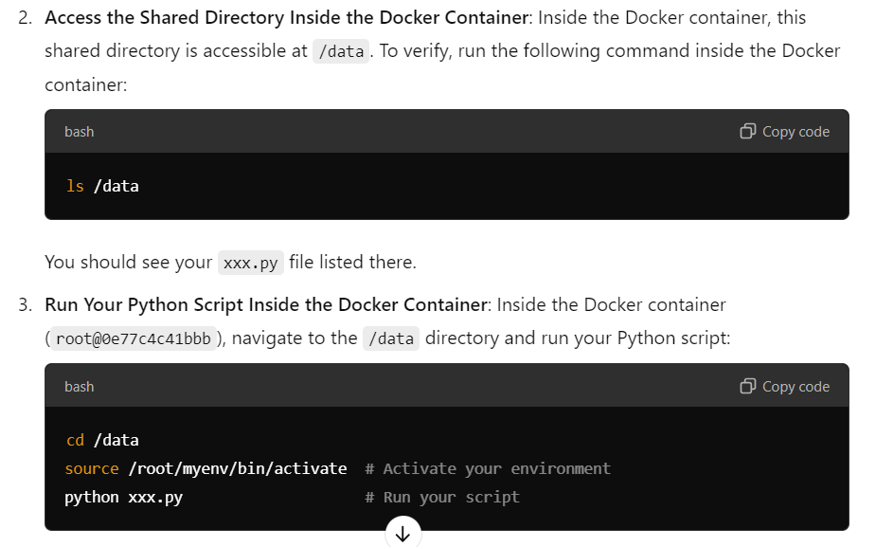 2. Access the Shared Directory Inside the Docker Container: Inside the Docker container, this
shared directory is accessible at /data. To verify, run the following command inside the Docker
container:
bash
Copy code
ls /data
You should see your xxx.py file listed there.
3. Run Your Python Script Inside the Docker Container: Inside the Docker container
(root@0e77c4c41bbb), navigate to the /data directory and run your Python script:
bash
Copy code
cd /data
source /root/myenv/bin/activate  # Activate your environment
python xxx.py                    # Run your script